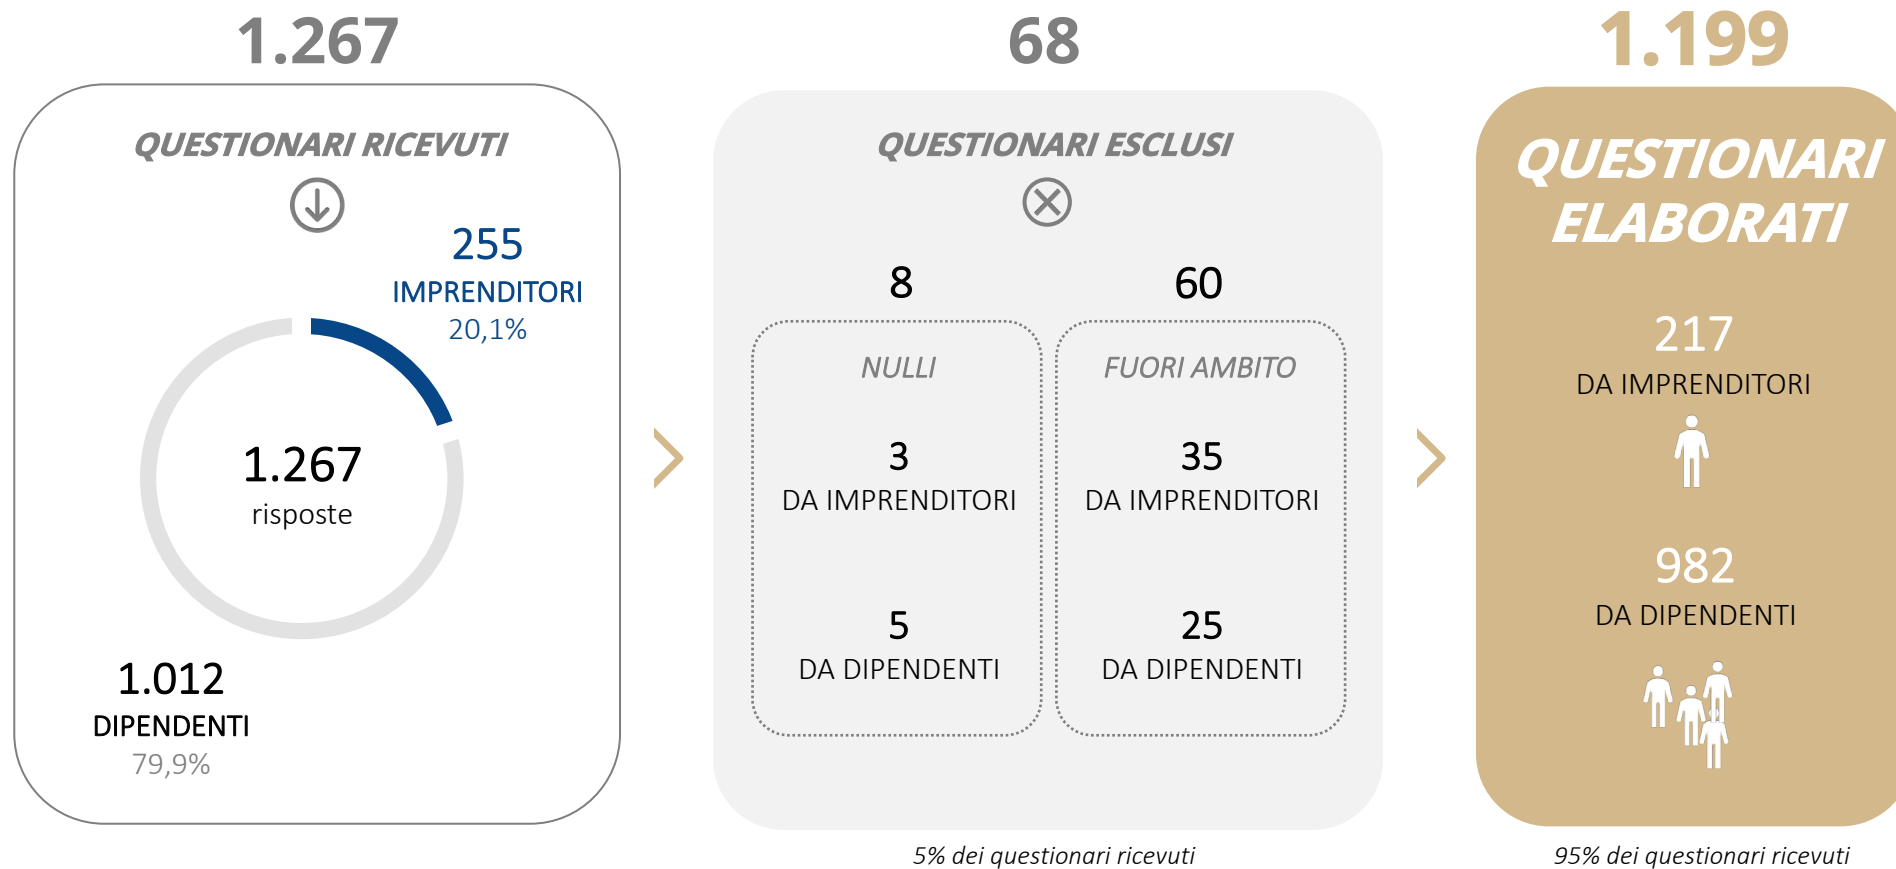 1.267
QUESTIONARI RICEVUTI
255
IMPRENDITORI
20,1%
1.267
risposte
1.012
DIPENDENTI
79,9%
68
QUESTIONARI ESCLUSI
8
NULLI
3
DA IMPRENDITORI
5
DA DIPENDENTI
60
FUORI AMBITO
35
DA IMPRENDITORI
25
DA DIPENDENTI
5% dei questionari ricevuti
1.199
QUESTIONARI
ELABORATI
217
DA IMPRENDITORI
982
DA DIPENDENTI
95% dei questionari ricevuti